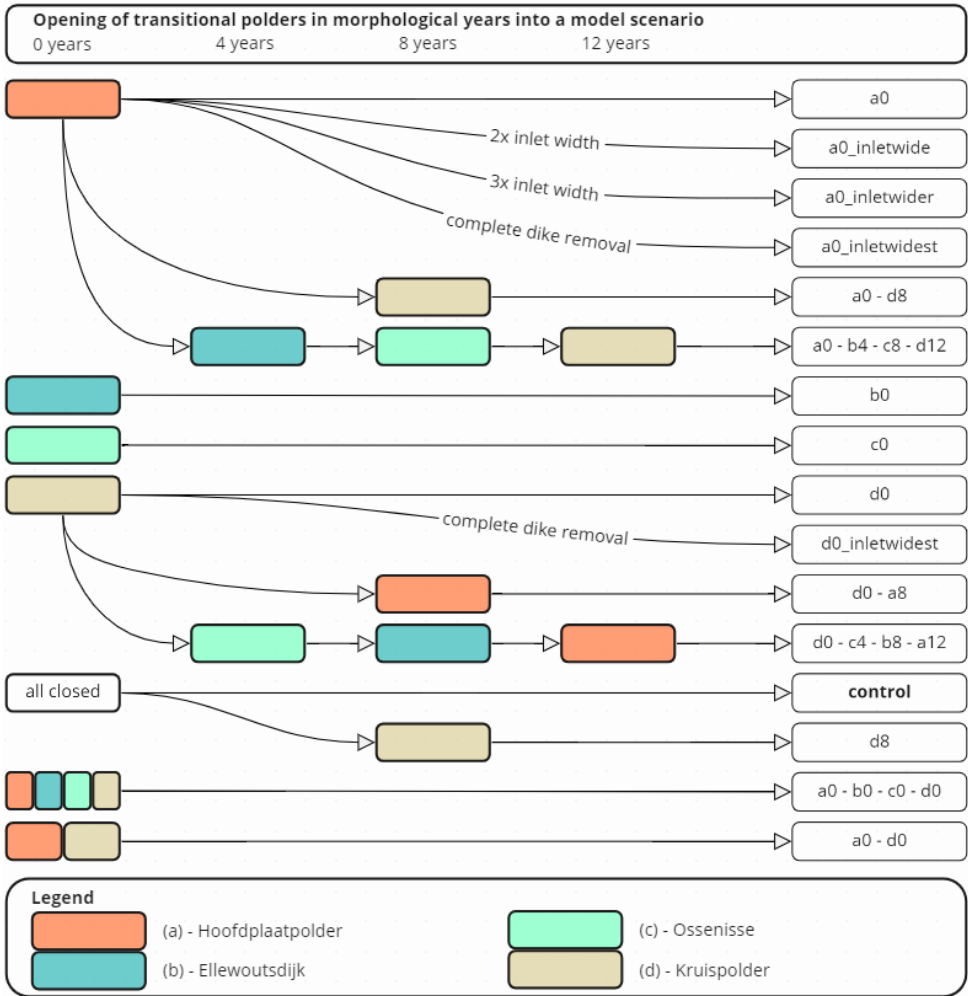 Opening of transitional polders in morphological years into a model scenario
0 years 4 years 8 years 12 years
a0
2x inlet width
a0_inletwide
3x inlet width
a0_inletwider
complete dike removal
a0_inletwidest
a0 - d8
a0 - b4 - c8 - d12
b0
c0
d0
complete dike removal
d0_inletwidest
d0 - a8
d0 - c4 - b8 - a12
all closed
control
d8
a0 - b0 - c0 - d0
a0 - d0
Legend
(a) - Hoofdplaatpolder
(c) - Ossenisse
(b) - Ellewoutsdijk
(d) - Kruispolder